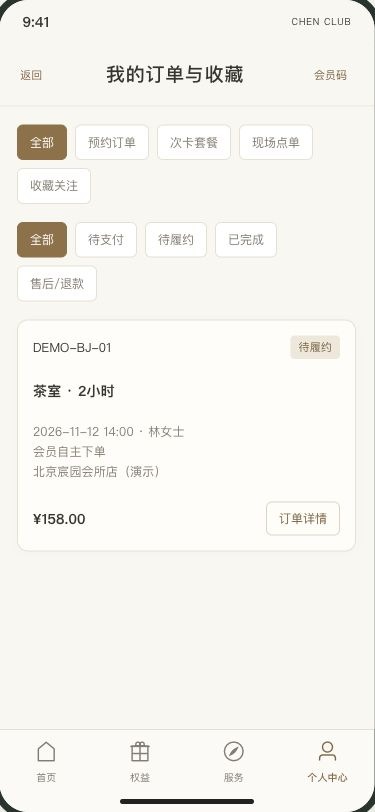 9:41 CHEN CLUB
返回 我的订单与收藏 会员码
全部 预约订单 次卡套餐 现场点单
收藏关注
全部 待支付 待履约 已完成
售后/退款
DEMO-BJ-01 待履约
茶室 · 2小时
2026-11-12 14:00 · 林女士
会员自主下单
北京宸园会所店（演示）
¥158.00 订单详情
首页 权益 服务 个人中心